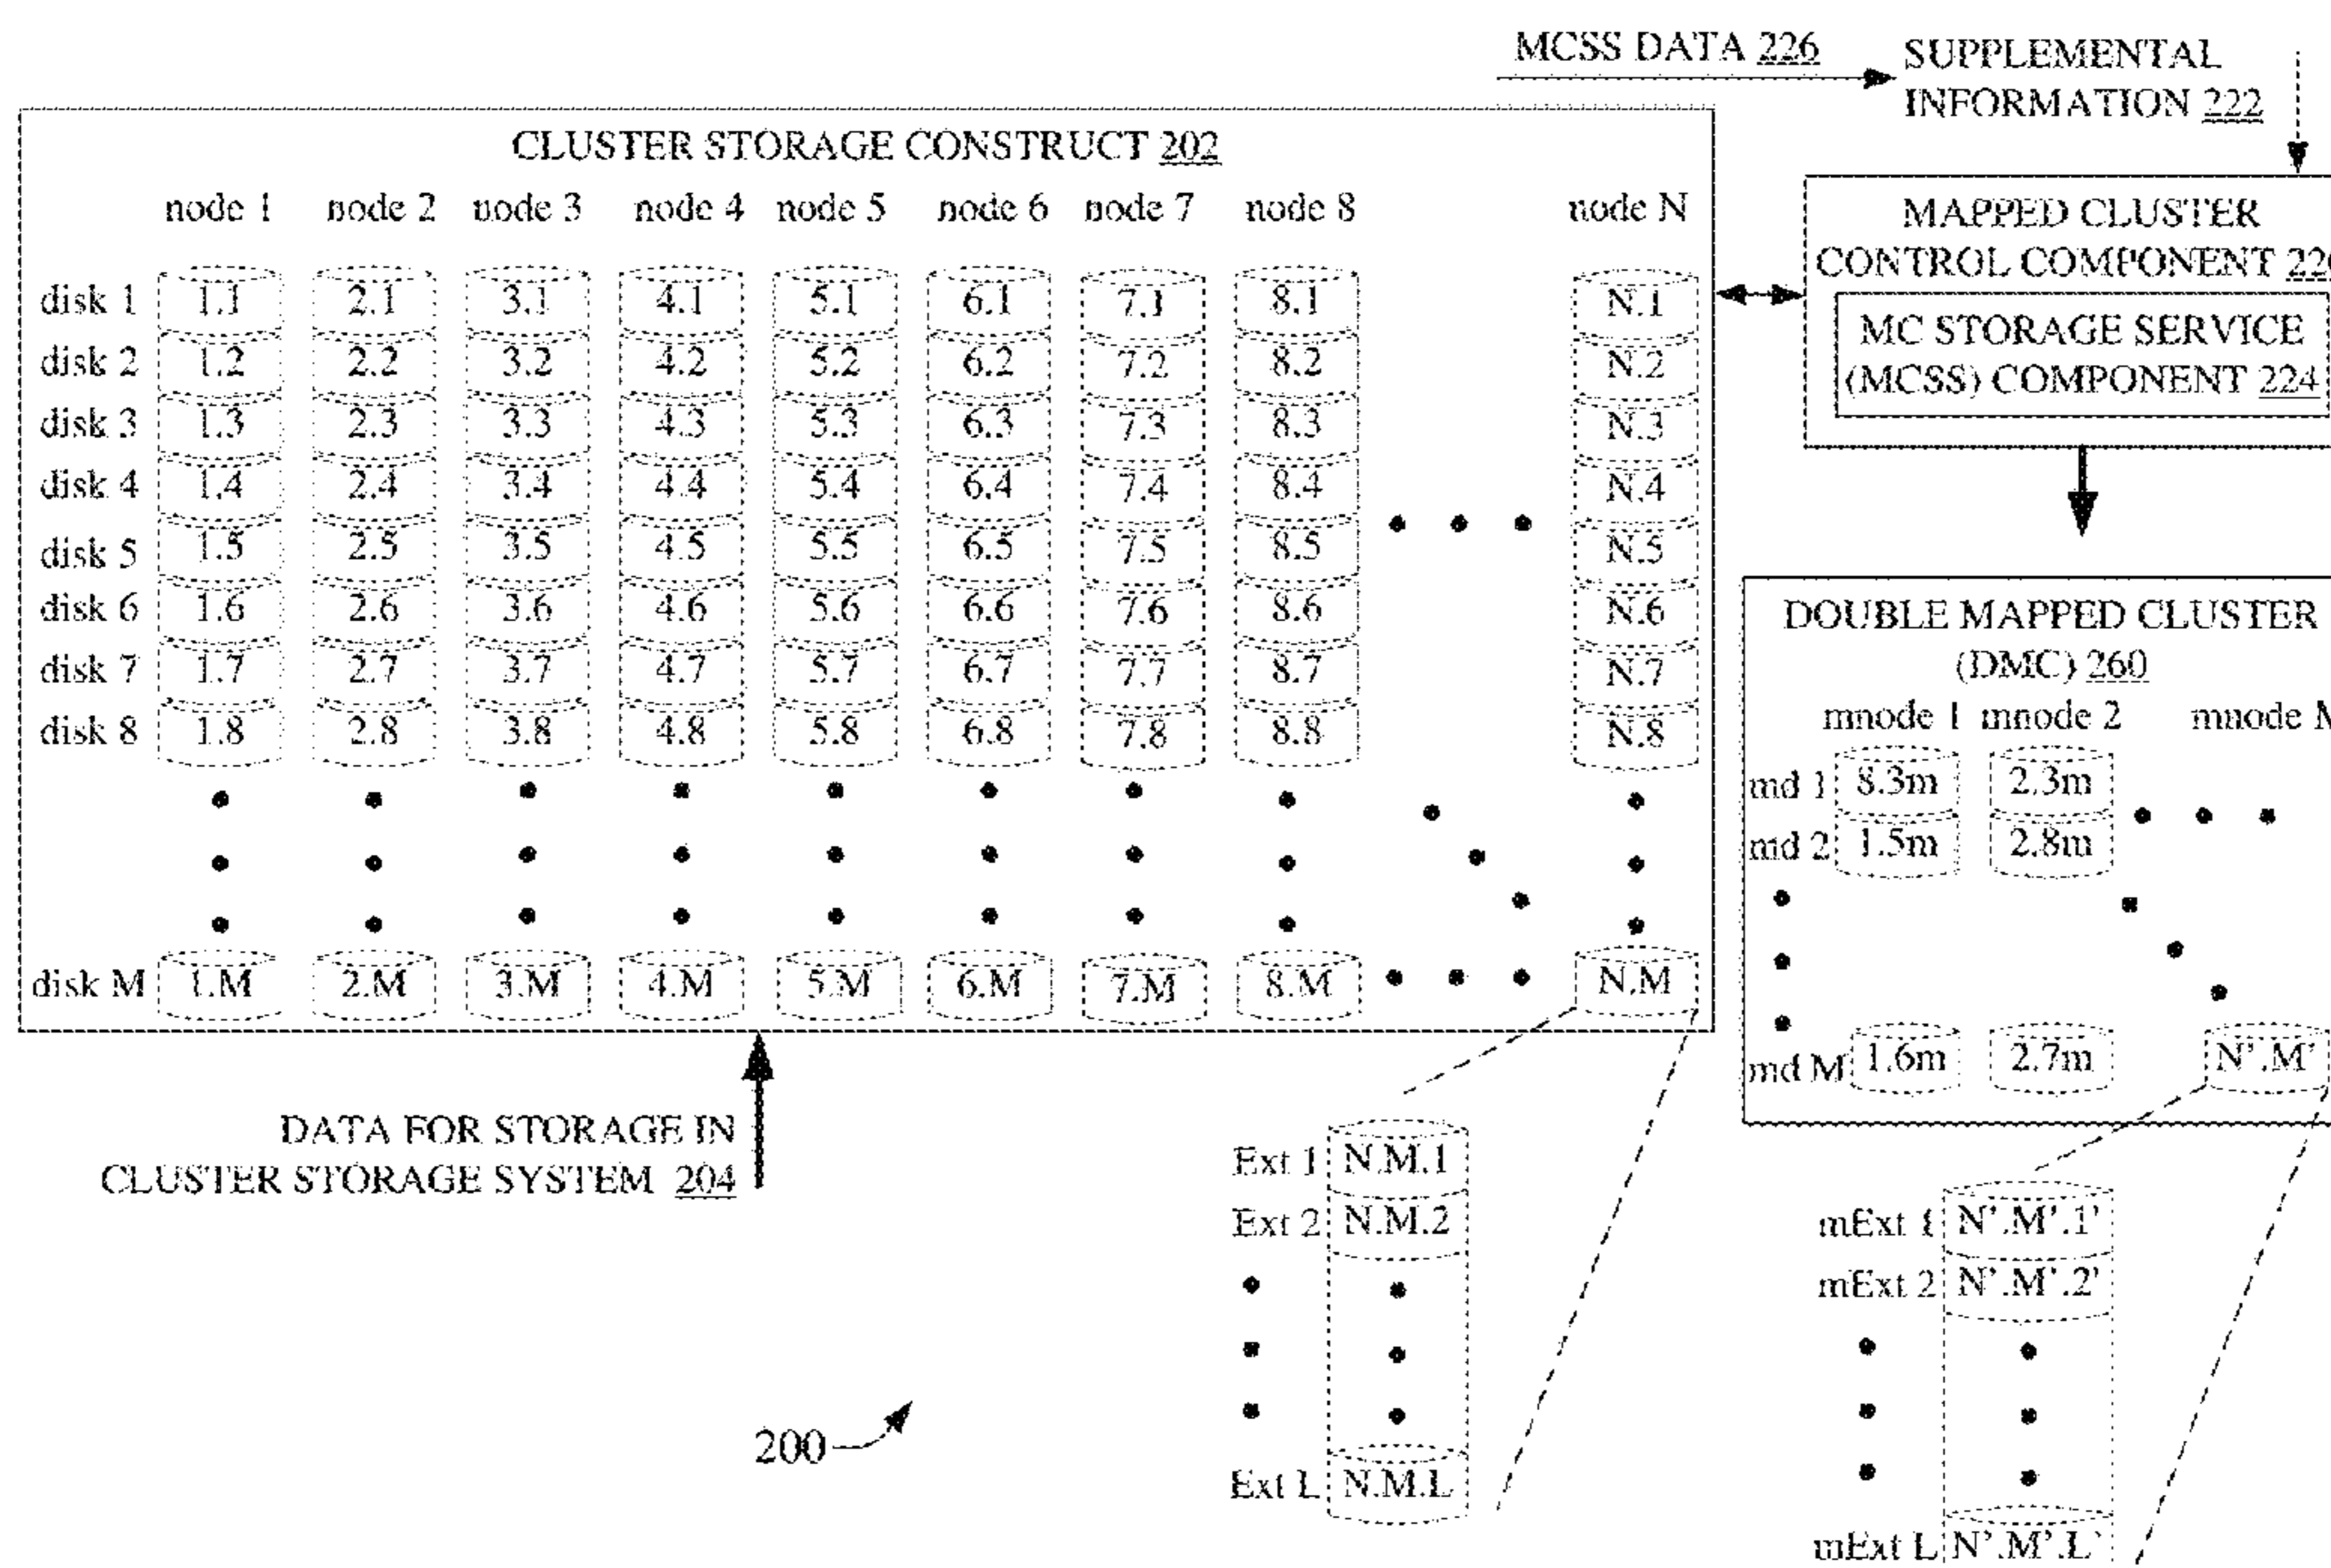 MCSS DATA 226
SUPPLEMENTAL
INFORMATION 222
CLUSTER STORAGE CONSTRUCT 202
node 1 node 2 node 3 node 4 node 5 node 6 node 7 node 8 node N
disk 1 1.1 2.1 3.1 4.1 5.1 6.1 7.1 8.1 N.1
disk 2 1.2 2.2 3.2 4.2 5.2 6.2 7.2 8.2 N.2
disk 3 1.3 2.3 3.3 4.3 5.3 6.3 7.3 8.3 N.3
disk 4 1.4 2.4 3.4 4.4 5.4 6.4 7.4 8.4 N.4
disk 5 1.5 2.5 3.5 4.5 5.5 6.5 7.5 8.5 N.5
disk 6 1.6 2.6 3.6 4.6 5.6 6.6 7.6 8.6 N.6
disk 7 1.7 2.7 3.7 4.7 5.7 6.7 7.7 8.7 N.7
disk 8 1.8 2.8 3.8 4.8 5.8 6.8 7.8 8.8 N.8
disk M 1.M 2.M 3.M 4.M 5.M 6.M 7.M 8.M N.M
MAPPED CLUSTER
CONTROL COMPONENT
MC STORAGE SERVICE
(MCSS) COMPONENT 224
DOUBLE MAPPED CLUSTER
(DMC) 260
mnode 1 mnode 2 mnode
md 1 8.3m 2.3m
md 2 1.5m 2.8m
md M 1.6m 2.7m N'.M'
DATA FOR STORAGE IN
CLUSTER STORAGE SYSTEM 204
Ext 1 N.M.1
Ext 2 N.M.2
Ext L N.M.L
mExt 1 N'.M'.1'
mExt 2 N'.M'.2'
mExt L N'.M'.L'
200